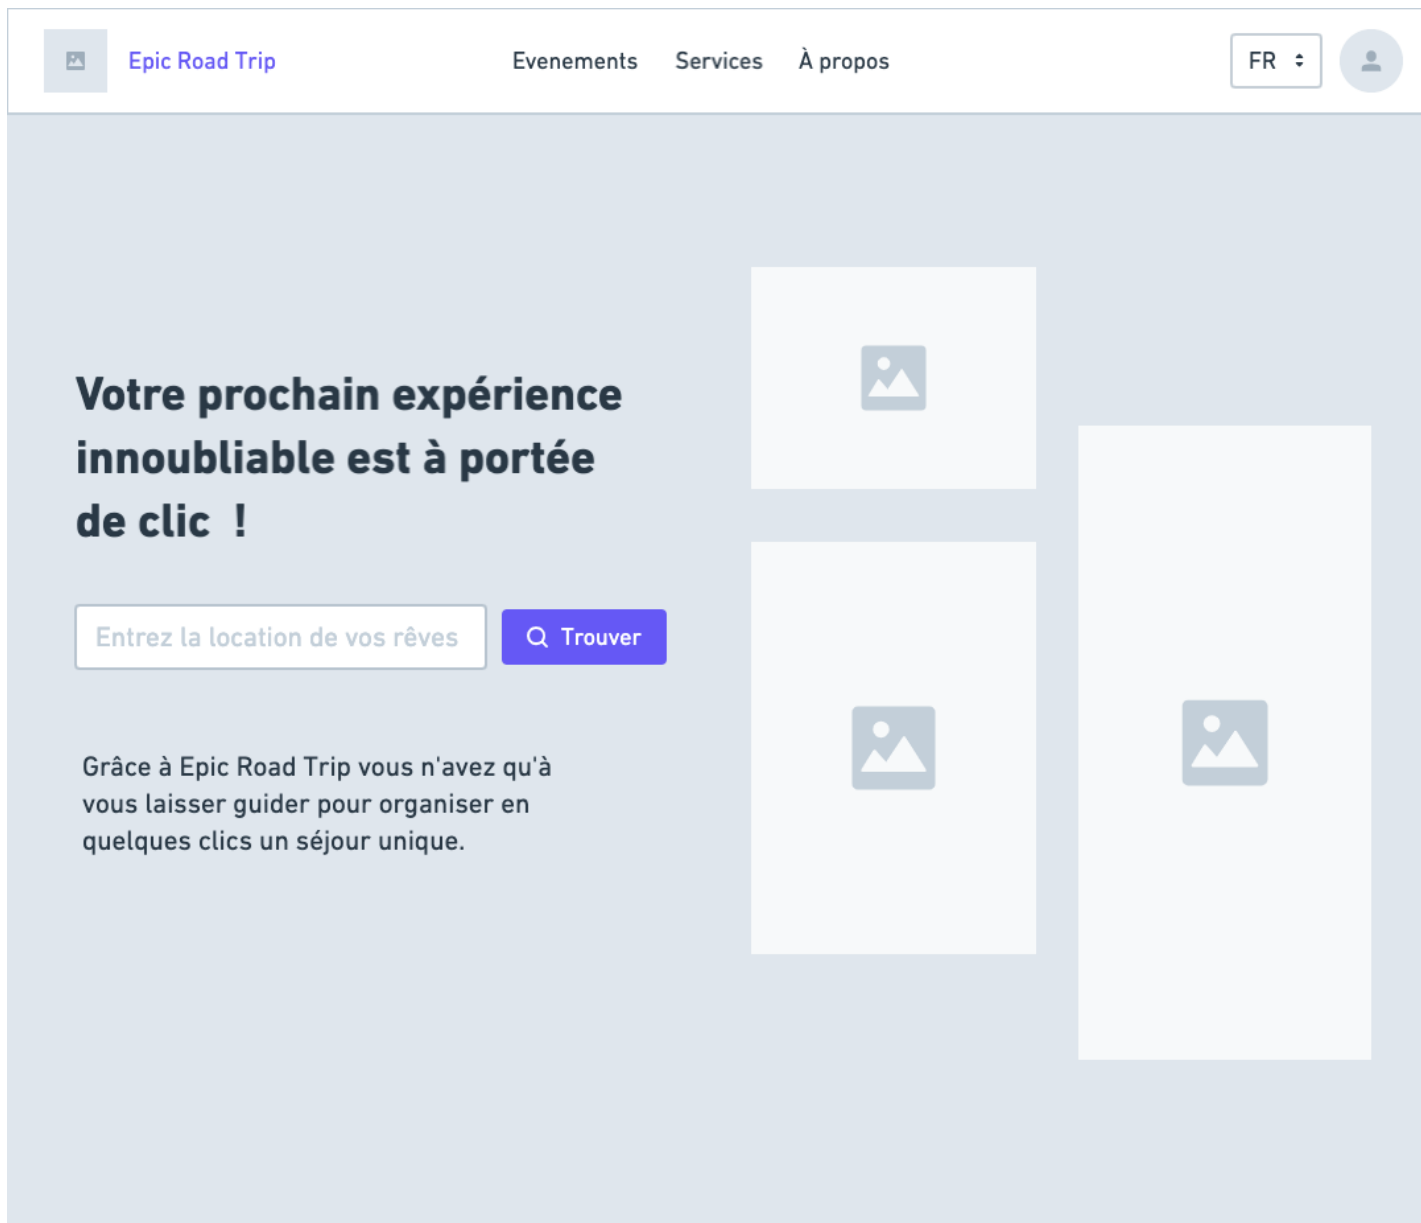 Epic Road Trip
Evenements Services À propos
FR
Votre prochain expérience
innoubliable est à portée
de clic !
Entrez la location de vos rêves
Trouver
Grâce à Epic Road Trip vous n'avez qu'à
vous laisser guider pour organiser en
quelques clics un séjour unique.